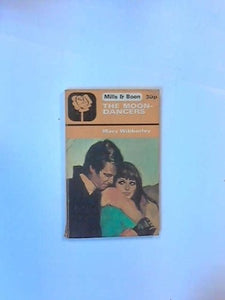 Mills & Boon 30p
THE MOON-
DANCERS
Mary Wibberley